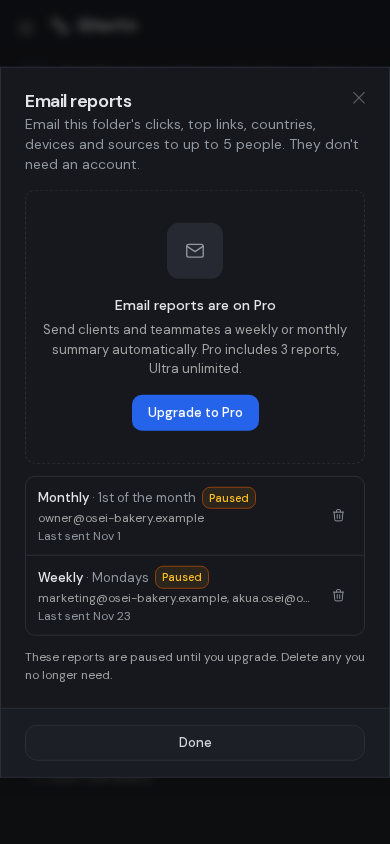 Email reports
Email this folder's clicks, top links, countries,
devices and sources to up to 5 people. They don't
need an account.
Email reports are on Pro
Send clients and teammates a weekly or monthly
summary automatically. Pro includes 3 reports,
Ultra unlimited.
Upgrade to Pro
Monthly · 1st of the month Paused
owner@osei-bakery.example
Last sent Nov 1
Weekly · Mondays Paused
marketing@osei-bakery.example, akua.osei@o...
Last sent Nov 23
These reports are paused until you upgrade. Delete any you
no longer need.
Done